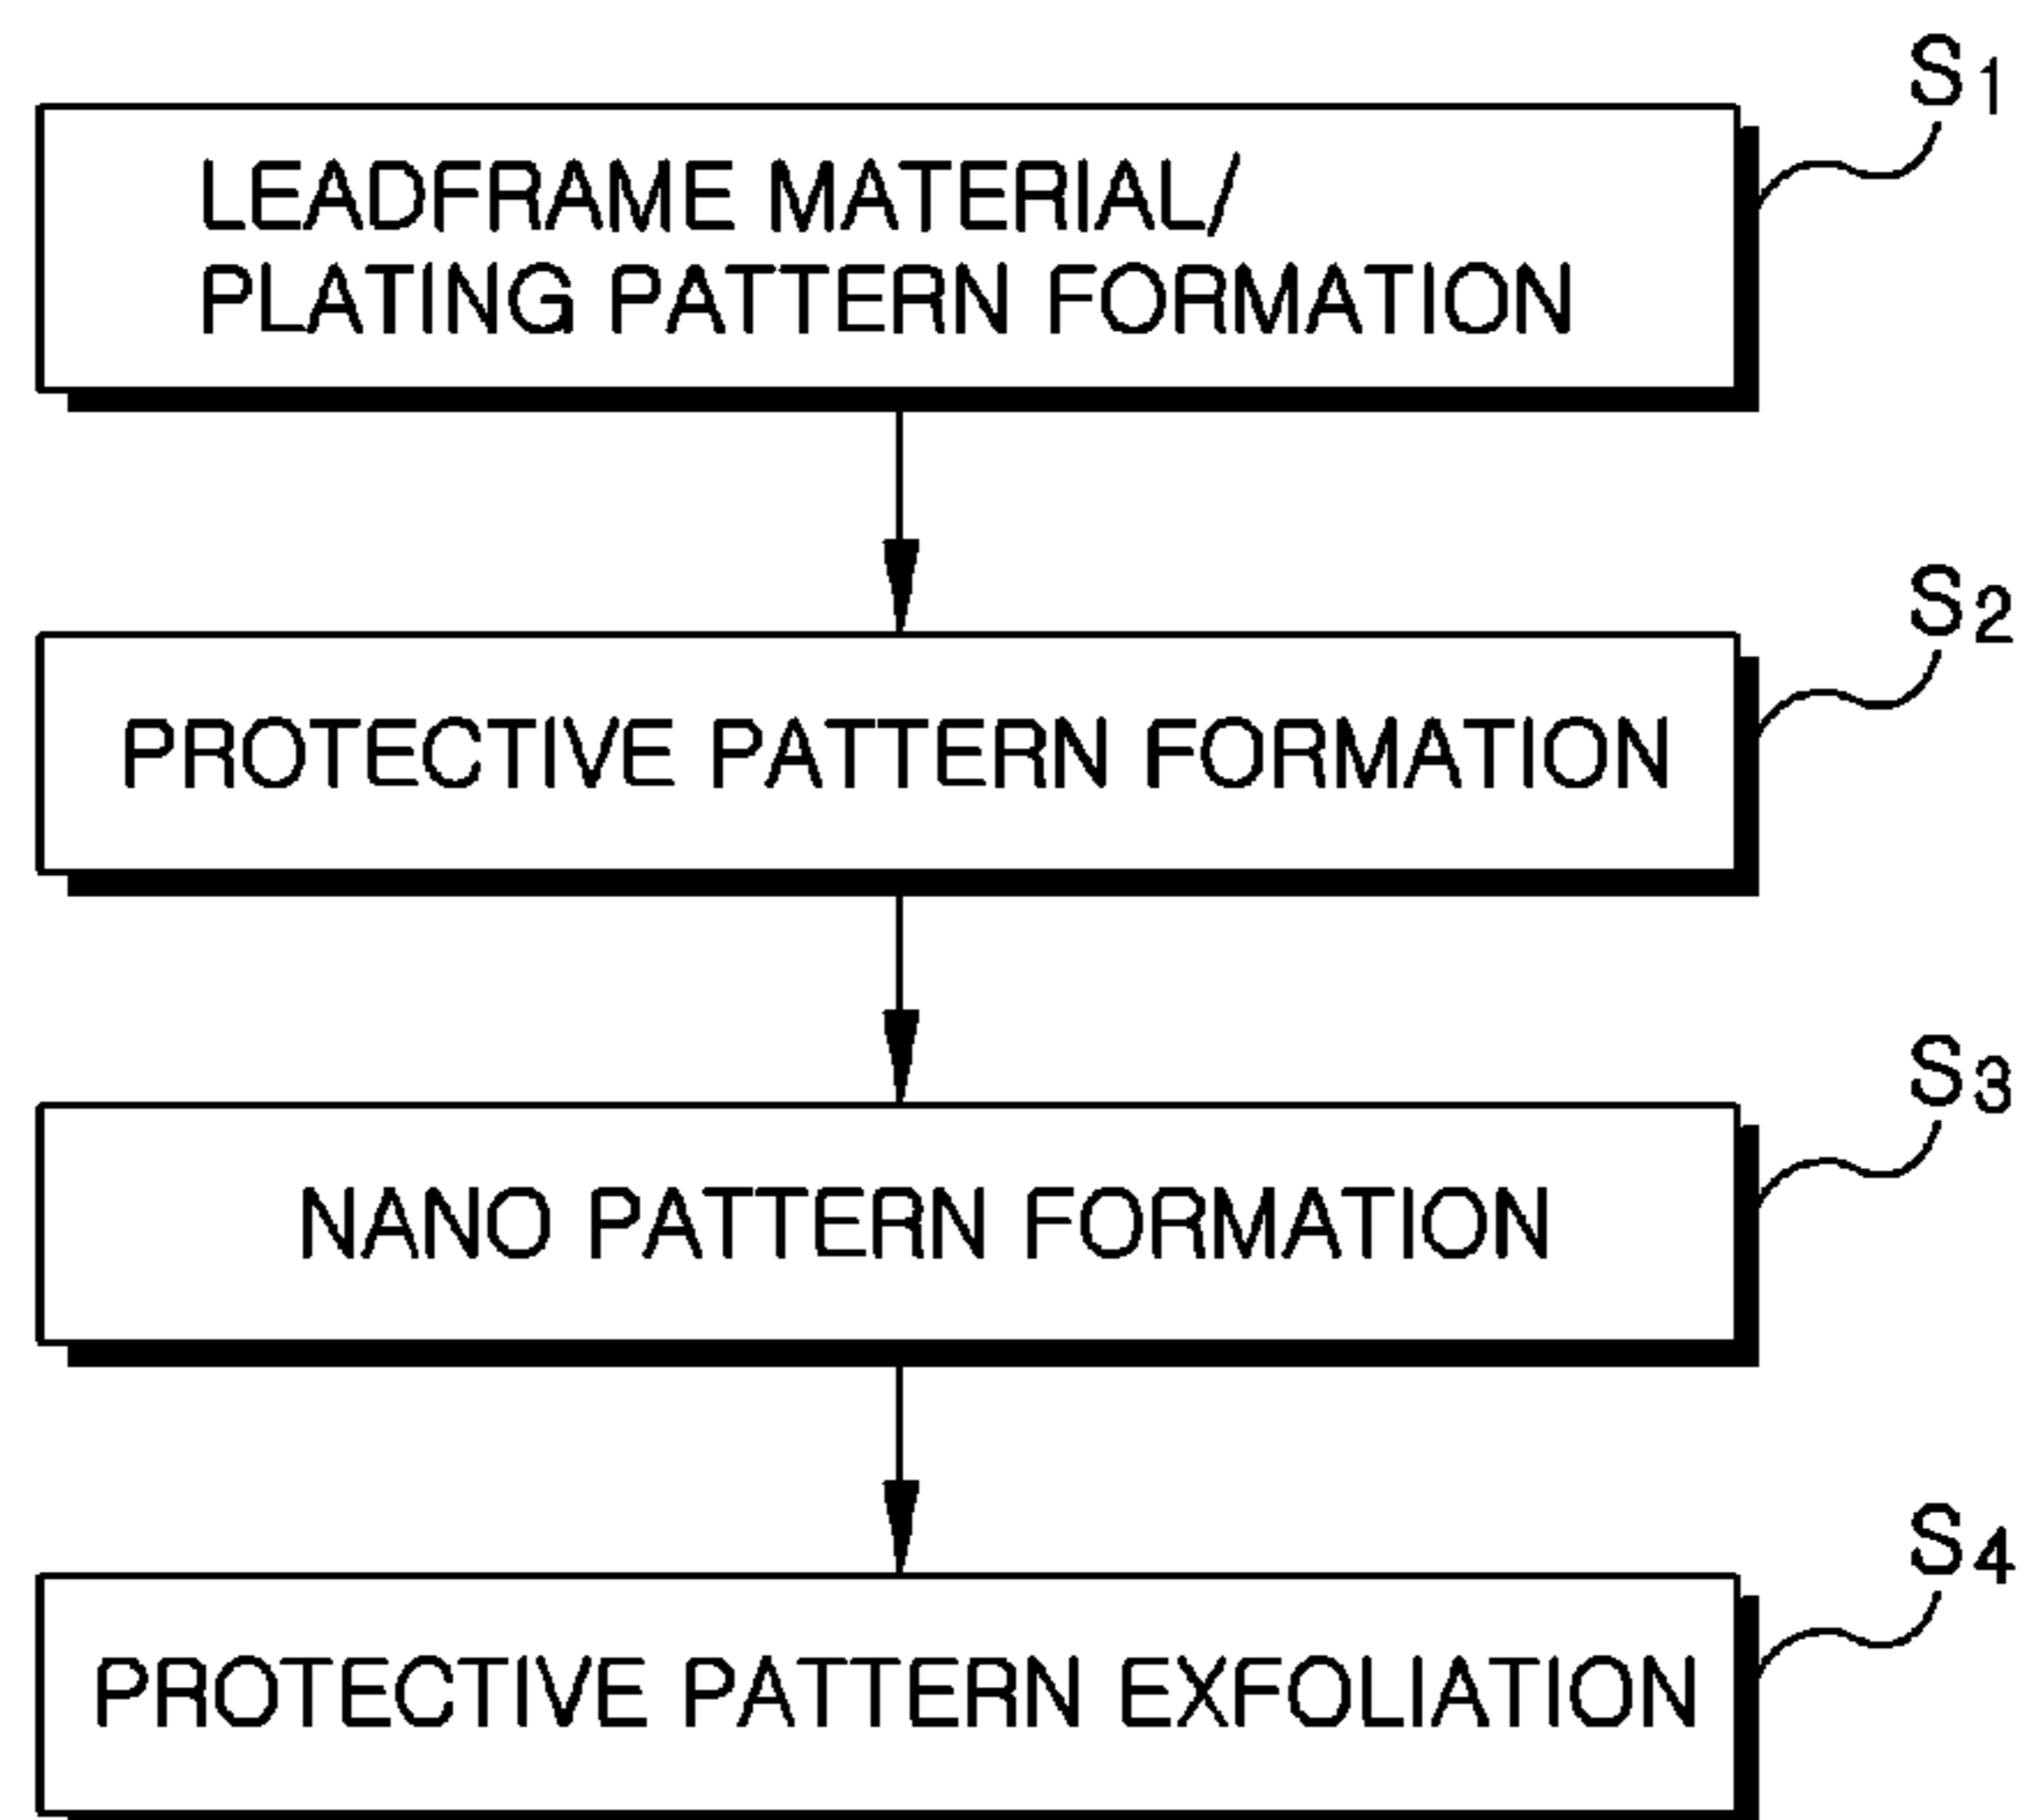 S1
LEADFRAME MATERIAL/
PLATING PATTERN FORMATION
S2
PROTECTIVE PATTERN FORMATION
S3
NANO PATTERN FORMATION
S4
PROTECTIVE PATTERN EXFOLIATION